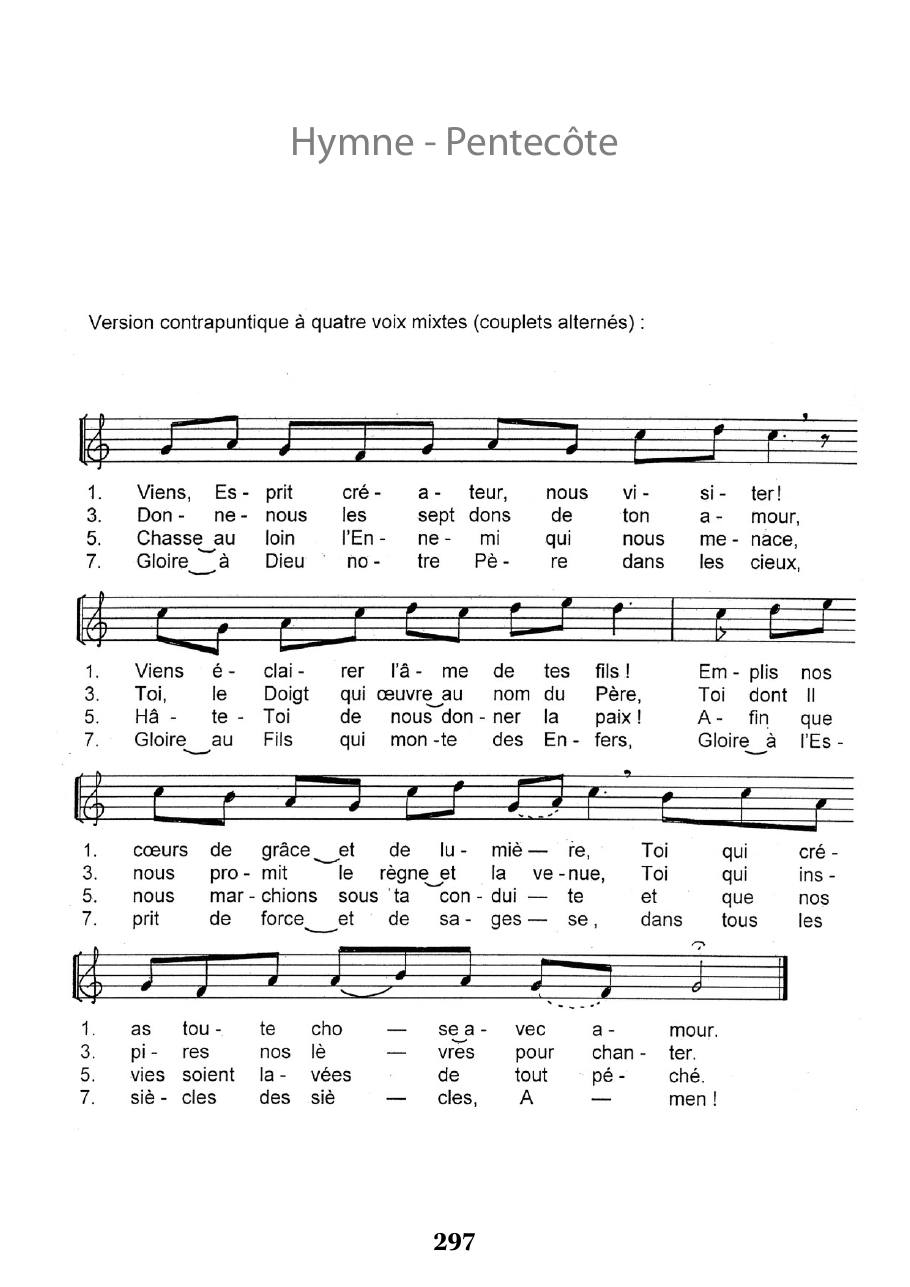 Hymne - Pentecôte
Version contrapuntique à quatre voix mixtes (couplets alternés) :
1. Viens, Es - prit cré - a - teur, nous vi - si - ter!
3. Don - ne - nous les sept dons de ton a - mour,
5. Chasse au loin l'En - ne - mi qui nous me - nace,
7. Gloire à Dieu no - tre Pè - re dans les cieux,
1. Viens é - clai - rer l'â - me de tes fils ! Em - plis nos
3. Toi, le Doigt qui œuvre au nom du Père, Toi dont Il
5. Hâ - te - Toi de nous don - ner la paix ! A - fin que
7. Gloire au Fils qui mon - te des En - fers, Gloire à l'Es -
1. cœurs de grâce et de lu - miè — re, Toi qui cré -
3. nous pro - mit le règne et la ve - nue, Toi qui ins -
5. nous mar - chions sous ta con - dui — te et que nos
7. prit de force et de sa - ges — se , dans tous les
1. as tou - te cho — se a - vec a - mour.
3. pi - res nos lè — vres pour chan - ter.
5. vies soient la - vées de tout pé - ché.
7. siè - cles des siè — cles, A — men !
297